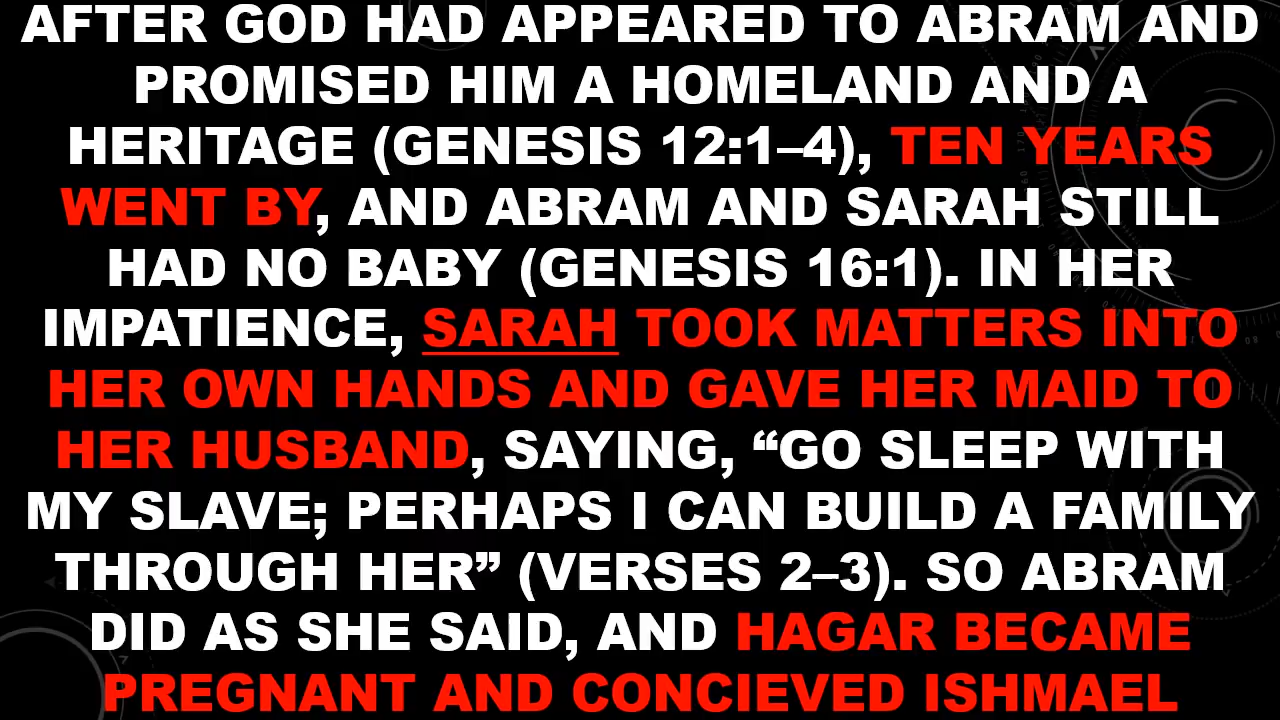 AFTER GOD HAD APPEARED TO ABRAM AND
PROMISED HIM A HOMELAND AND A
HERITAGE (GENESIS 12:1–4), TEN YEARS
WENT BY, AND ABRAM AND SARAH STILL
HAD NO BABY (GENESIS 16:1). IN HER
IMPATIENCE, SARAH TOOK MATTERS INTO
HER OWN HANDS AND GAVE HER MAID TO
HER HUSBAND, SAYING, “GO SLEEP WITH
MY SLAVE; PERHAPS I CAN BUILD A FAMILY
THROUGH HER” (VERSES 2–3). SO ABRAM
DID AS SHE SAID, AND HAGAR BECAME
PREGNANT AND CONCIEVED ISHMAEL